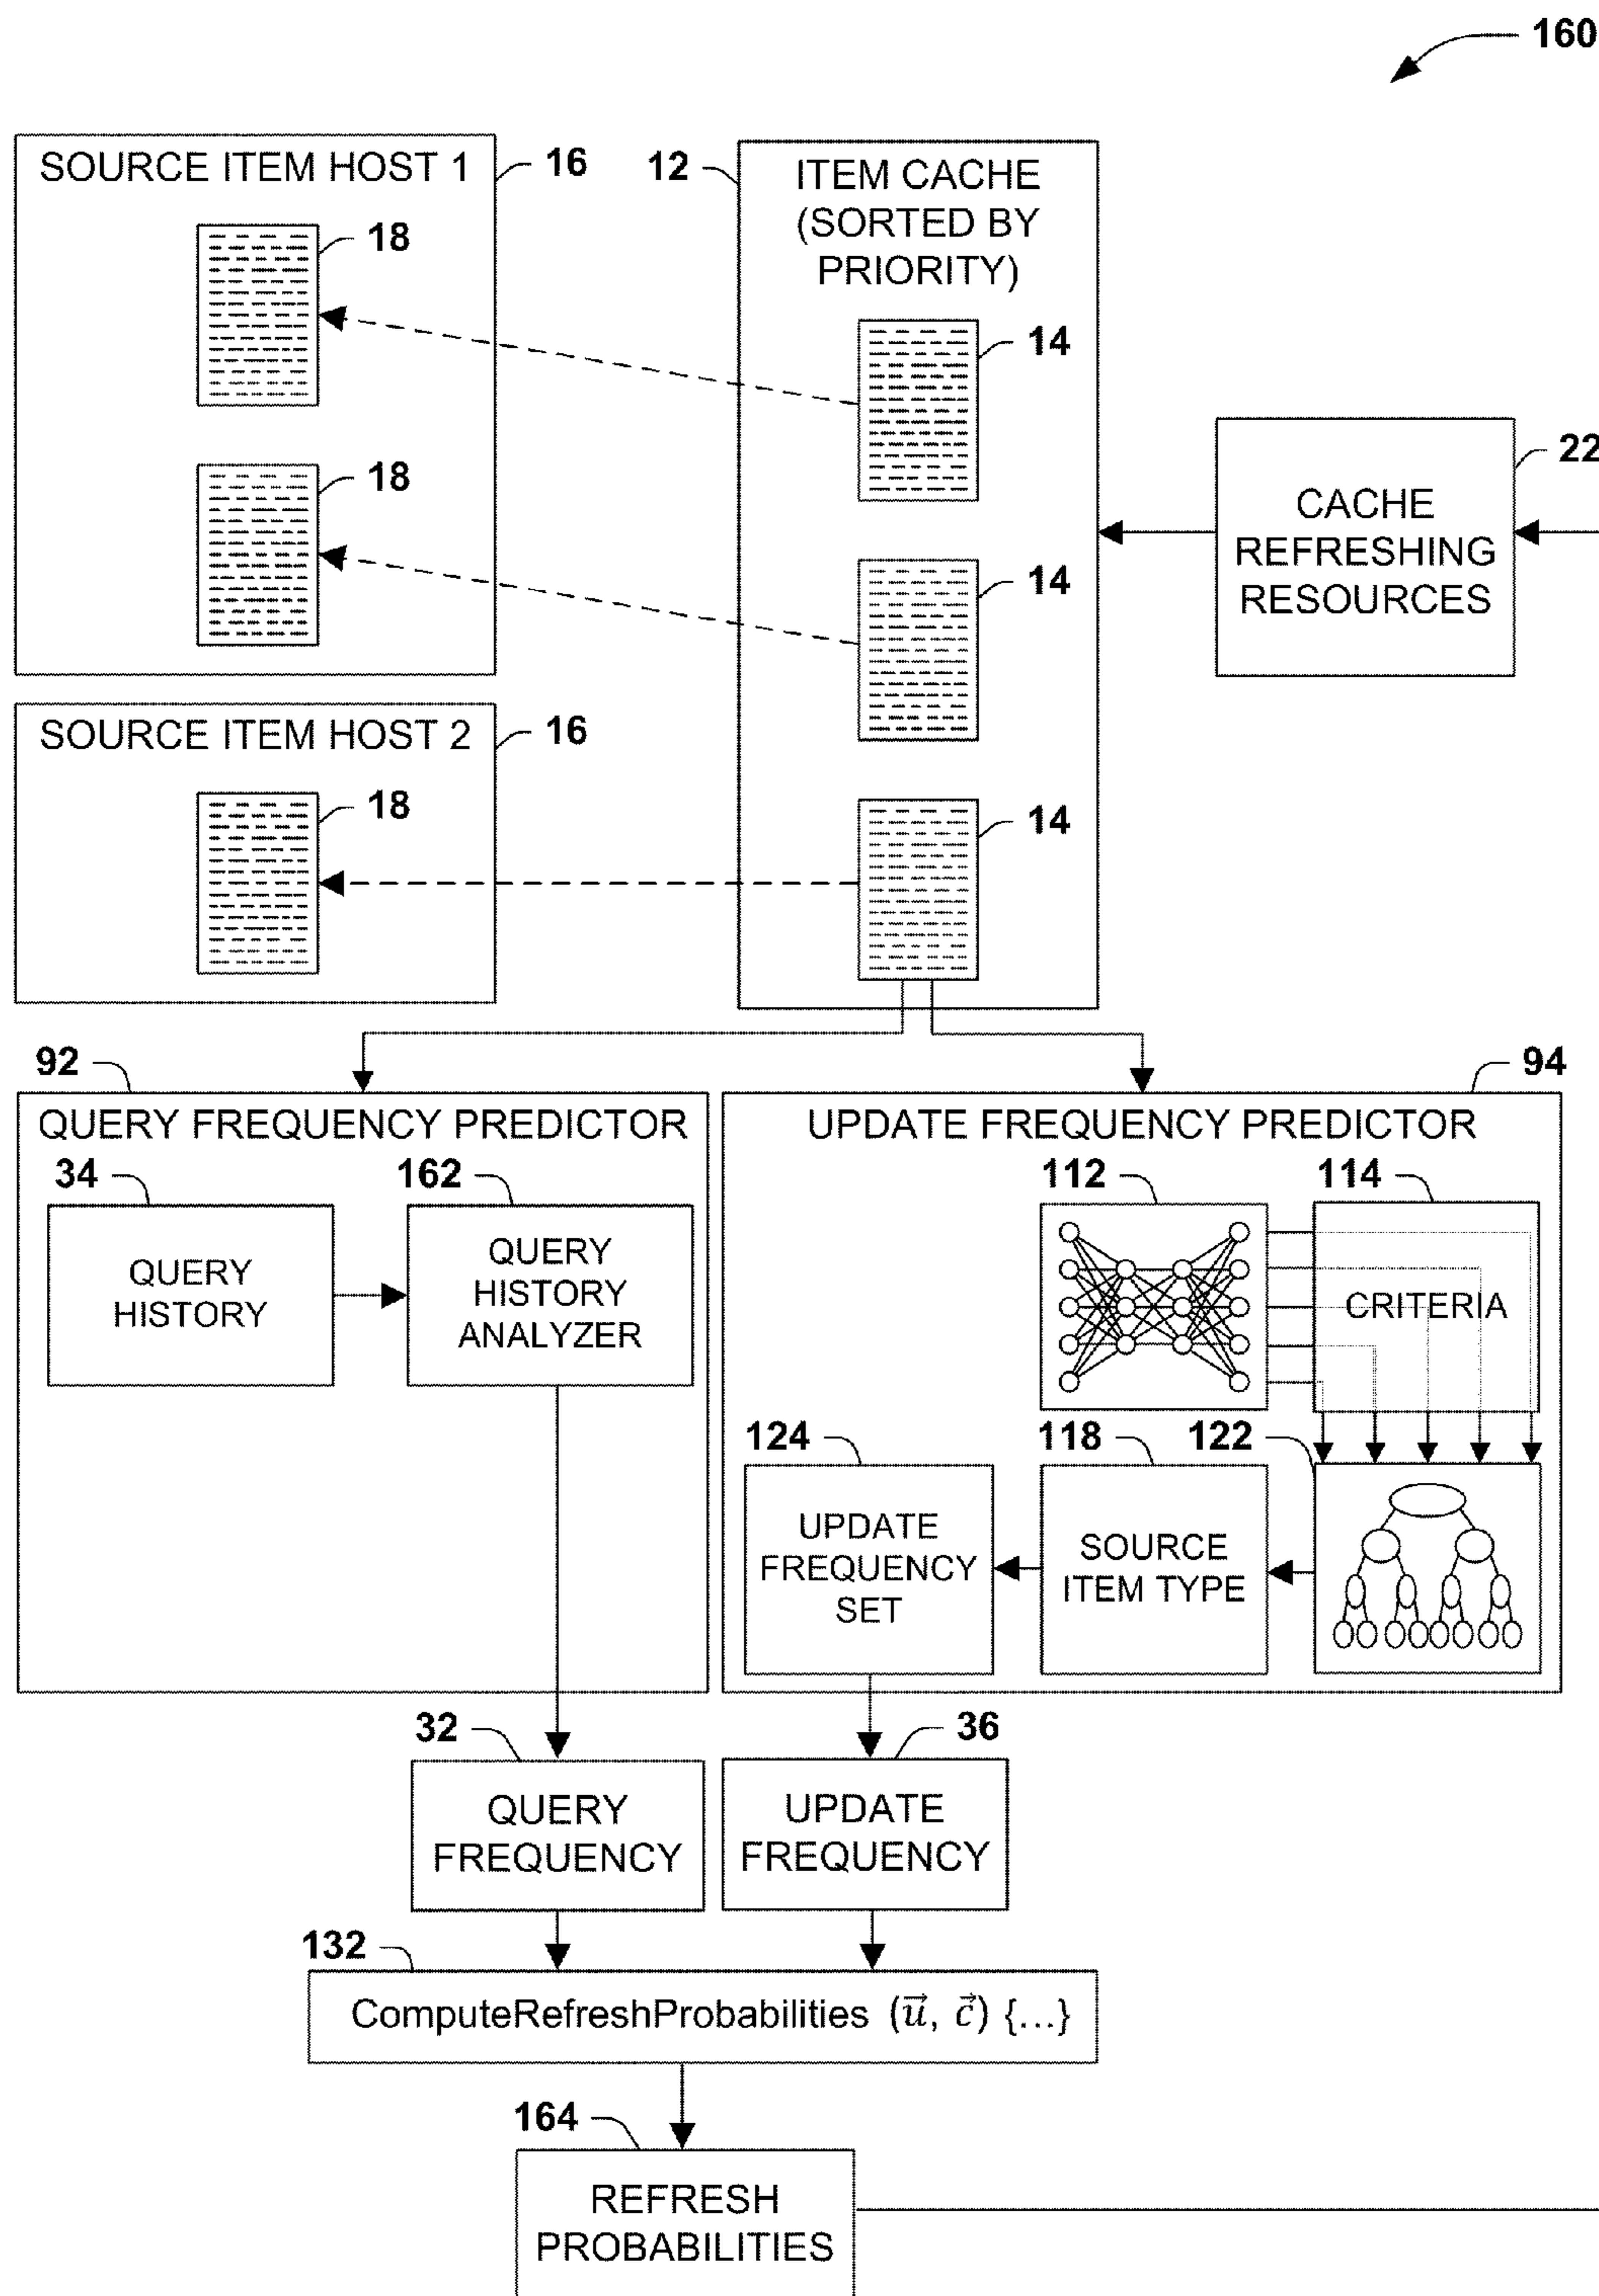 160
SOURCE ITEM HOST 1
16
12
ITEM CACHE
(SORTED BY
PRIORITY)
18
14
22
CACHE
REFRESHING
RESOURCES
18
14
SOURCE ITEM HOST 2
16
18
14
92
94
QUERY FREQUENCY PREDICTOR
UPDATE FREQUENCY PREDICTOR
34
162
112
114
QUERY
HISTORY
QUERY
HISTORY
ANALYZER
CRITERIA
124
118
122
UPDATE
FREQUENCY
SET
SOURCE
ITEM TYPE
32
36
QUERY
FREQUENCY
UPDATE
FREQUENCY
132
ComputeRefreshProbabilities (u⃗, c⃗) {...}
164
REFRESH
PROBABILITIES